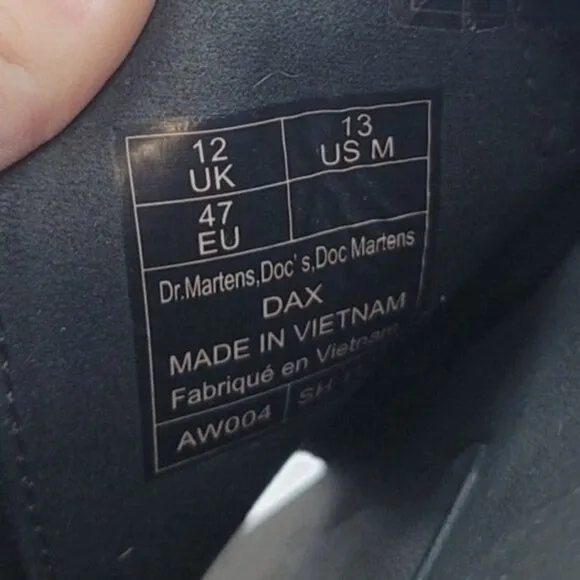 12
UK
13
US M
47
EU
Dr.Martens,Doc's,Doc Martens
DAX
MADE IN VIETNAM
Fabriqué en Vietnam
AW004
SH